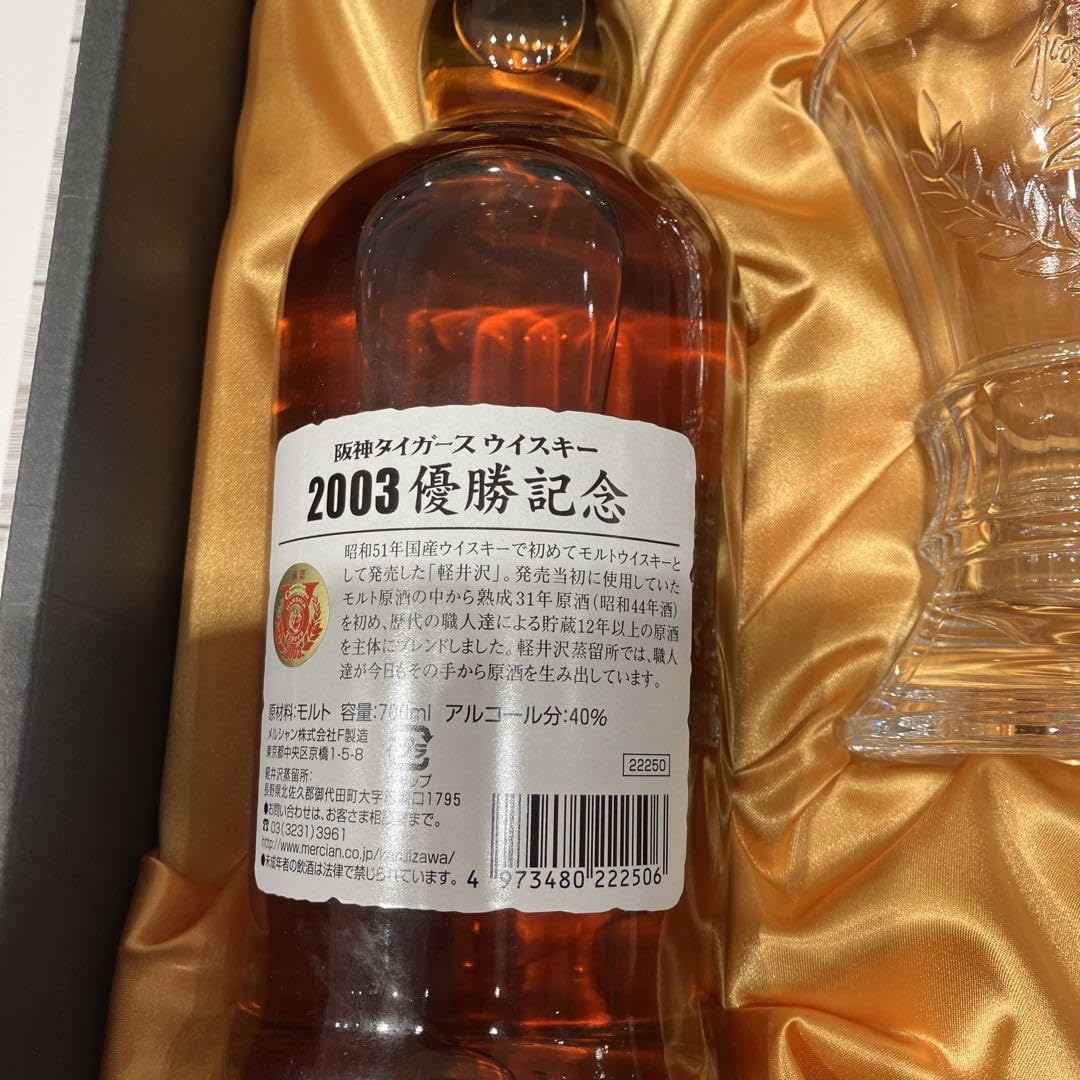 阪神タイガース ウイスキー
2003 優勝記念
昭和51年国産ウイスキーで初めてモルトウイスキーと
して発売した「軽井沢」。発売当初に使用していた
モルト原酒の中から熟成31年原酒(昭和44年酒)
を初め、歴代の職人達による貯蔵12年以上の原酒
を主体にブレンドしました。軽井沢蒸留所では、職人
達が今日もその手から原酒を生み出しています。
原材料:モルト 容量:700ml アルコール分:40%
メルシャン株式会社F製造
東京都中央区京橋1-5-8
22250
軽井沢蒸留所:
長野県北佐久郡御代田町大字 口1795
●お問い合わせは、お客さま相談 まで。
☎03(3231)3961
http://www.mercian.co.jp/karuizawa/
●未成年者の飲酒は法律で禁じられています。
4 973480 222506